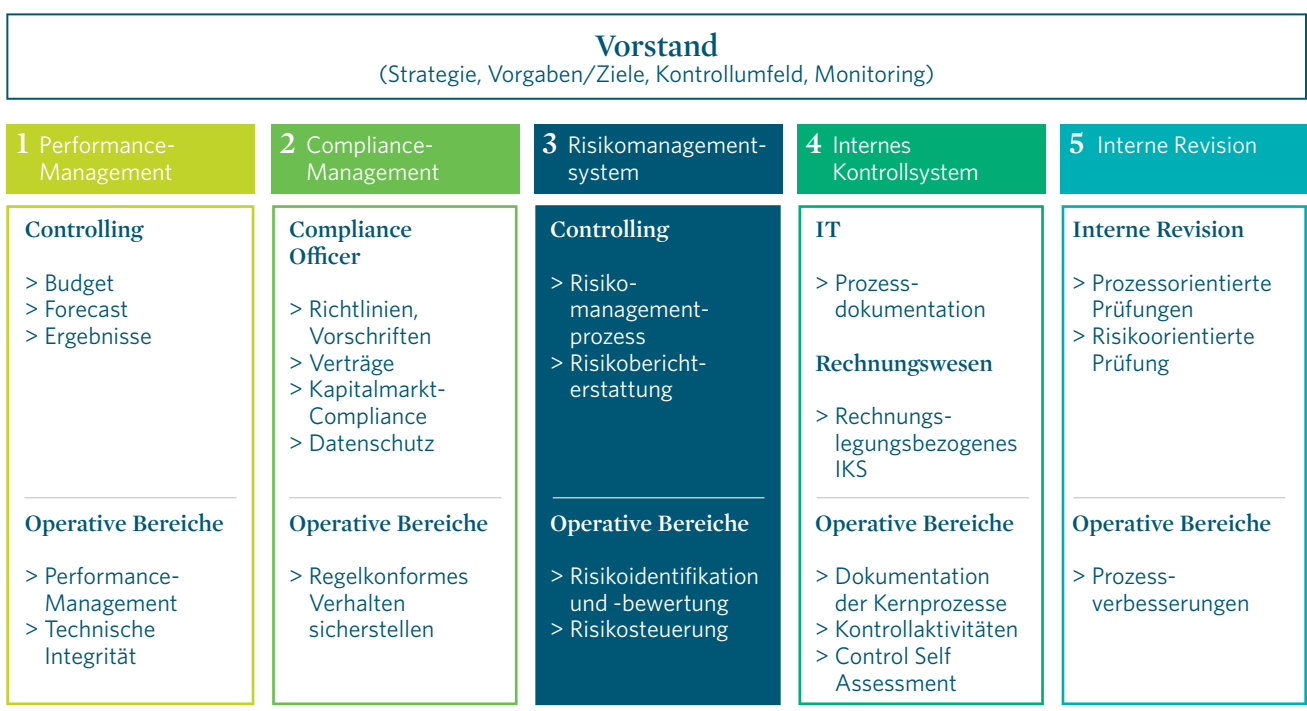 Vorstand
(Strategie, Vorgaben/Ziele, Kontrollumfeld, Monitoring)
1 Performance-
Management
Controlling
> Budget
> Forecast
> Ergebnisse
Operative Bereiche
> Performance-
Management
> Technische
Integrität
2 Compliance-
Management
Compliance
Officer
> Richtlinien,
Vorschriften
> Verträge
> Kapitalmarkt-
Compliance
> Datenschutz
Operative Bereiche
> Regelkonformes
Verhalten
sicherstellen
3 Risikomanagement-
system
Controlling
> Risiko-
management-
prozess
> Risikobericht-
erstattung
Operative Bereiche
> Risikoidentifikation
und -bewertung
> Risikosteuerung
4 Internes
Kontrollsystem
IT
> Prozess-
dokumentation
Rechnungswesen
> Rechnungs-
legungsbezogenes
IKS
Operative Bereiche
> Dokumentation
der Kernprozesse
> Kontrollaktivitäten
> Control Self
Assessment
5 Interne Revision
Interne Revision
> Prozessorientierte
Prüfungen
> Risikoorientierte
Prüfung
Operative Bereiche
> Prozess-
verbesserungen